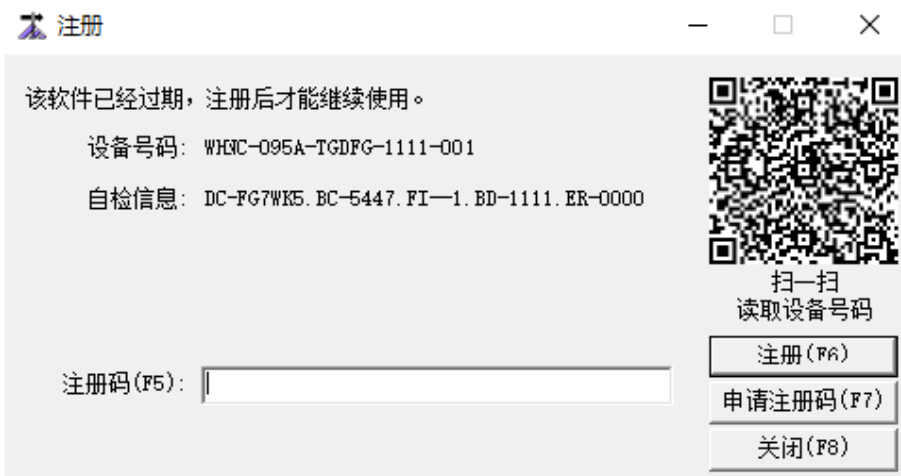 注册
该软件已经过期，注册后才能继续使用。
设备号码: WHNC-095A-TGDFG-1111-001
自检信息: DC-FG7WK5.BC-5447.FI--1.BD-1111.ER-0000
扫一扫
读取设备号码
注册(F6)
注册码(F5):
申请注册码(F7)
关闭(F8)